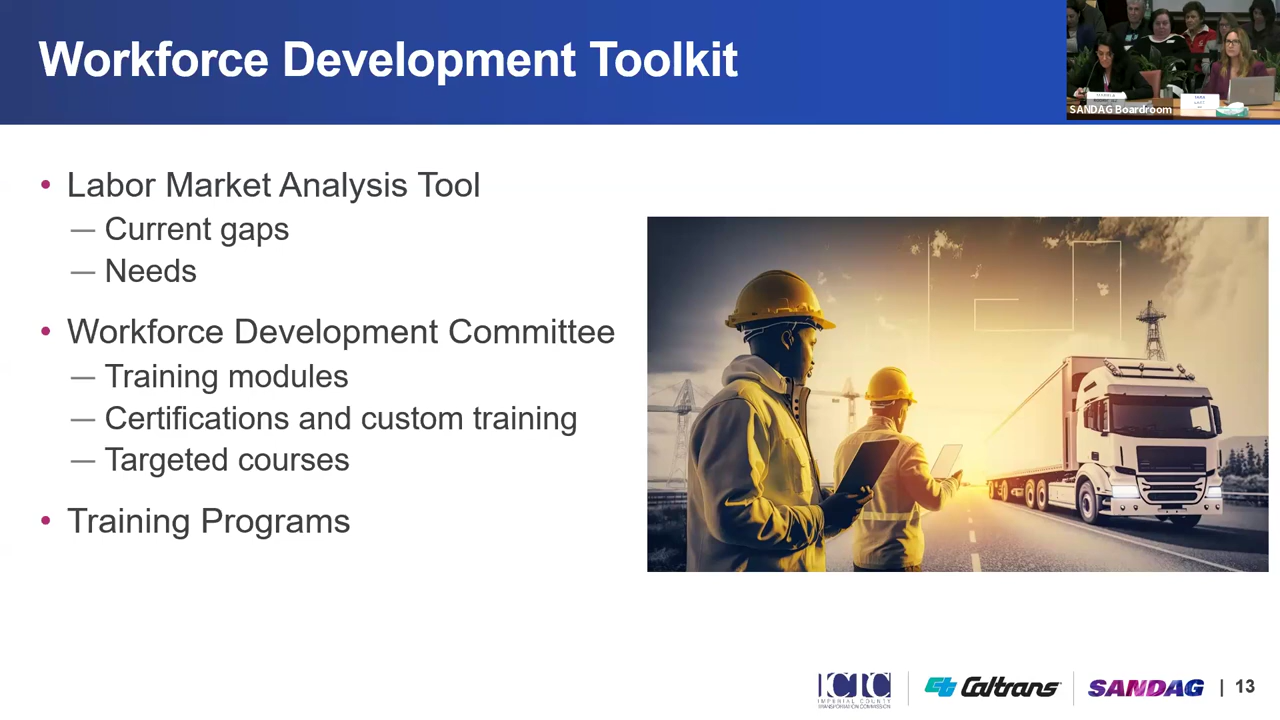 Workforce Development Toolkit
SANDAG Boardroom
• Labor Market Analysis Tool
— Current gaps
— Needs
• Workforce Development Committee
— Training modules
— Certifications and custom training
— Targeted courses
• Training Programs
ICTC
IMPERIAL COUNTY
TRANSPORTATION COMMISSION
Caltrans
SANDAG
| 13